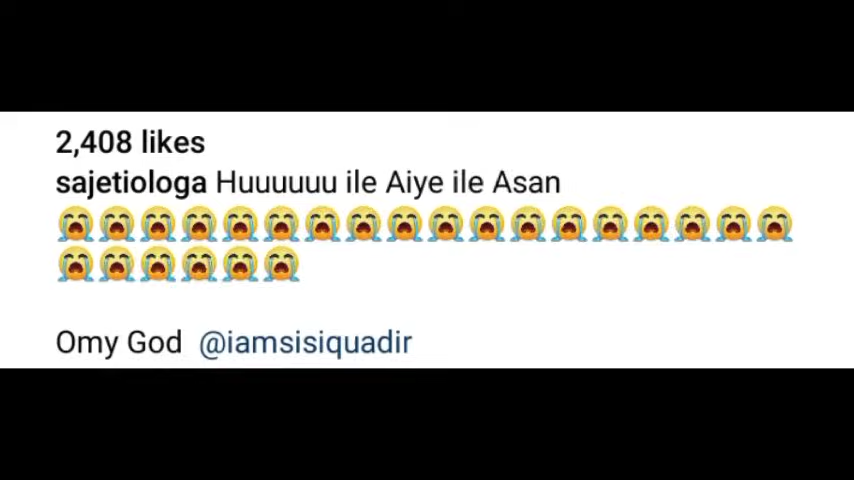 2,408 likes
sajetiologa Huuuuuu ile Aiye ile Asan
😭😭😭😭😭😭😭😭😭😭😭😭😭😭😭😭😭😭
😭😭😭😭😭😭
Omy God @iamsisiquadir